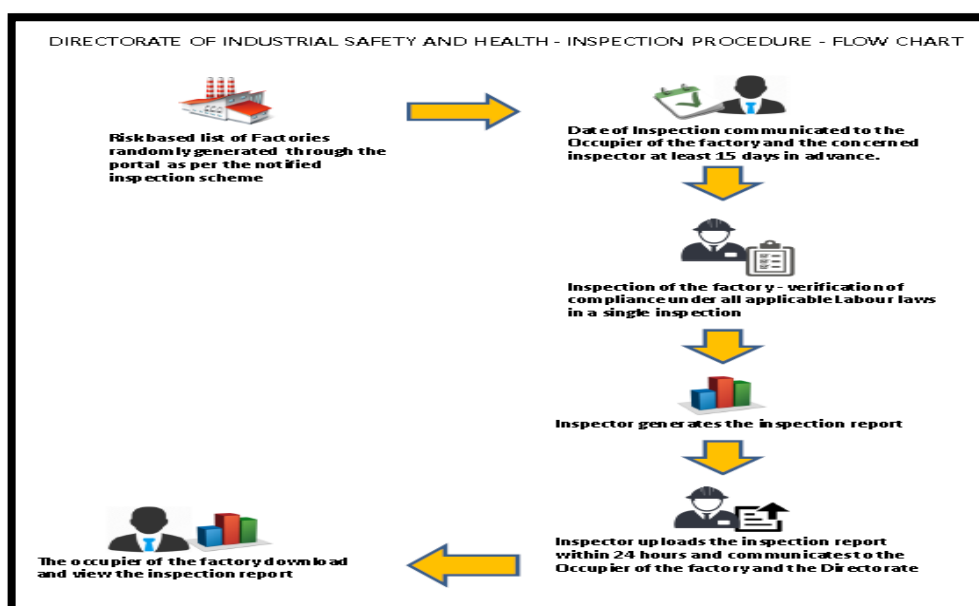 DIRECTORATE OF INDUSTRIAL SAFETY AND HEALTH - INSPECTION PROCEDURE - FLOW CHART
Risk based list of Factories
randomly generated through the
portal as per the notified
inspection scheme
Date of Inspection communicated to the
Occupier of the factory and the concerned
inspector at least 15 days in advance.
Inspection of the factory - verification of
compliance under all applicable Labour laws
in a single inspection
Inspector generates the inspection report
Inspector uploads the inspection report
within 24 hours and communicates to the
Occupier of the factory and the Directorate
The occupier of the factory download
and view the inspection report